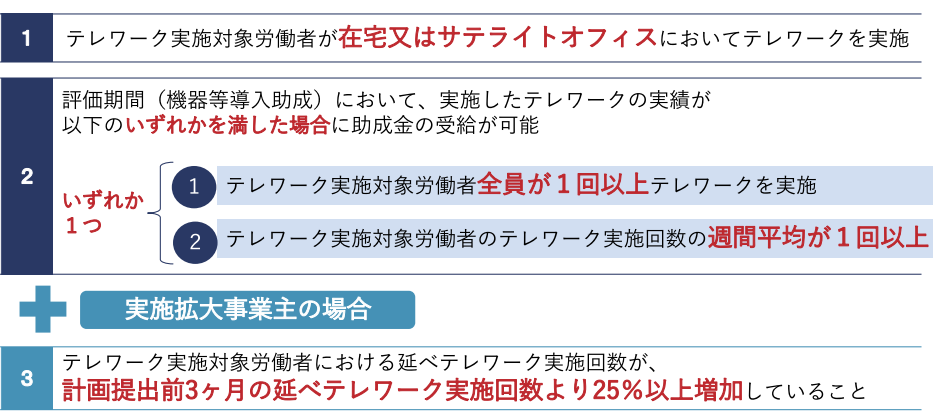 1 テレワーク実施対象労働者が在宅又はサテライトオフィスにおいてテレワークを実施
2 評価期間（機器等導入助成）において、実施したテレワークの実績が
以下のいずれかを満した場合に助成金の受給が可能
いずれか
１つ
1 テレワーク実施対象労働者全員が１回以上テレワークを実施
2 テレワーク実施対象労働者のテレワーク実施回数の週間平均が１回以上
実施拡大事業主の場合
3 テレワーク実施対象労働者における延べテレワーク実施回数が、
計画提出前3ヶ月の延べテレワーク実施回数より25%以上増加していること